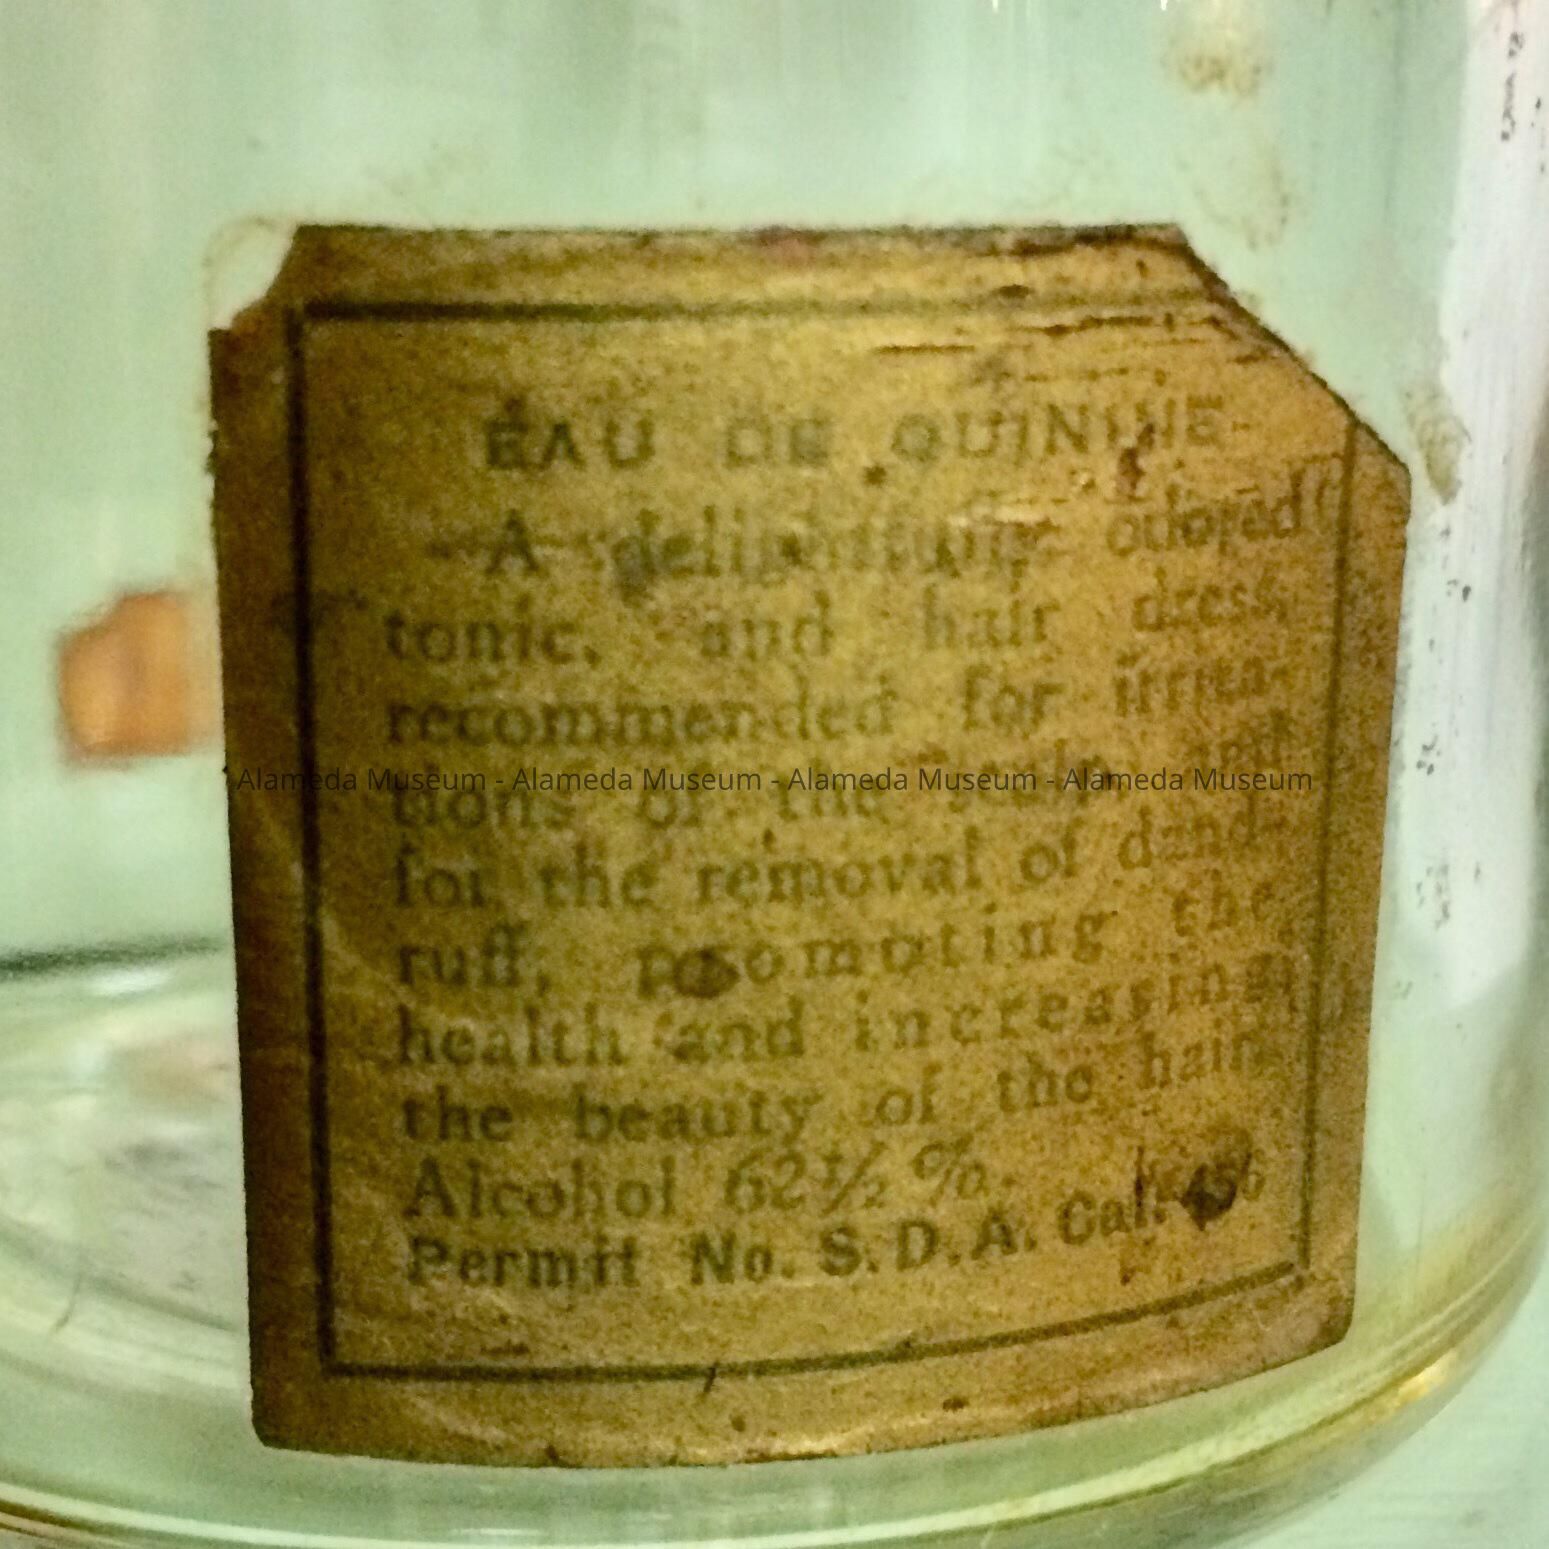 EAU DE QUININE
A delightfully odored
tonic, and hair dress
recommended for irrita-
tions of the scalp, and
for the removal of dand-
ruff, promoting the
health and increasing
the beauty of the hair
Alcohol 62½ %.
Permit No. S.D.A. Cal.
Alameda Museum - Alameda Museum - Alameda Museum - Alameda Museum